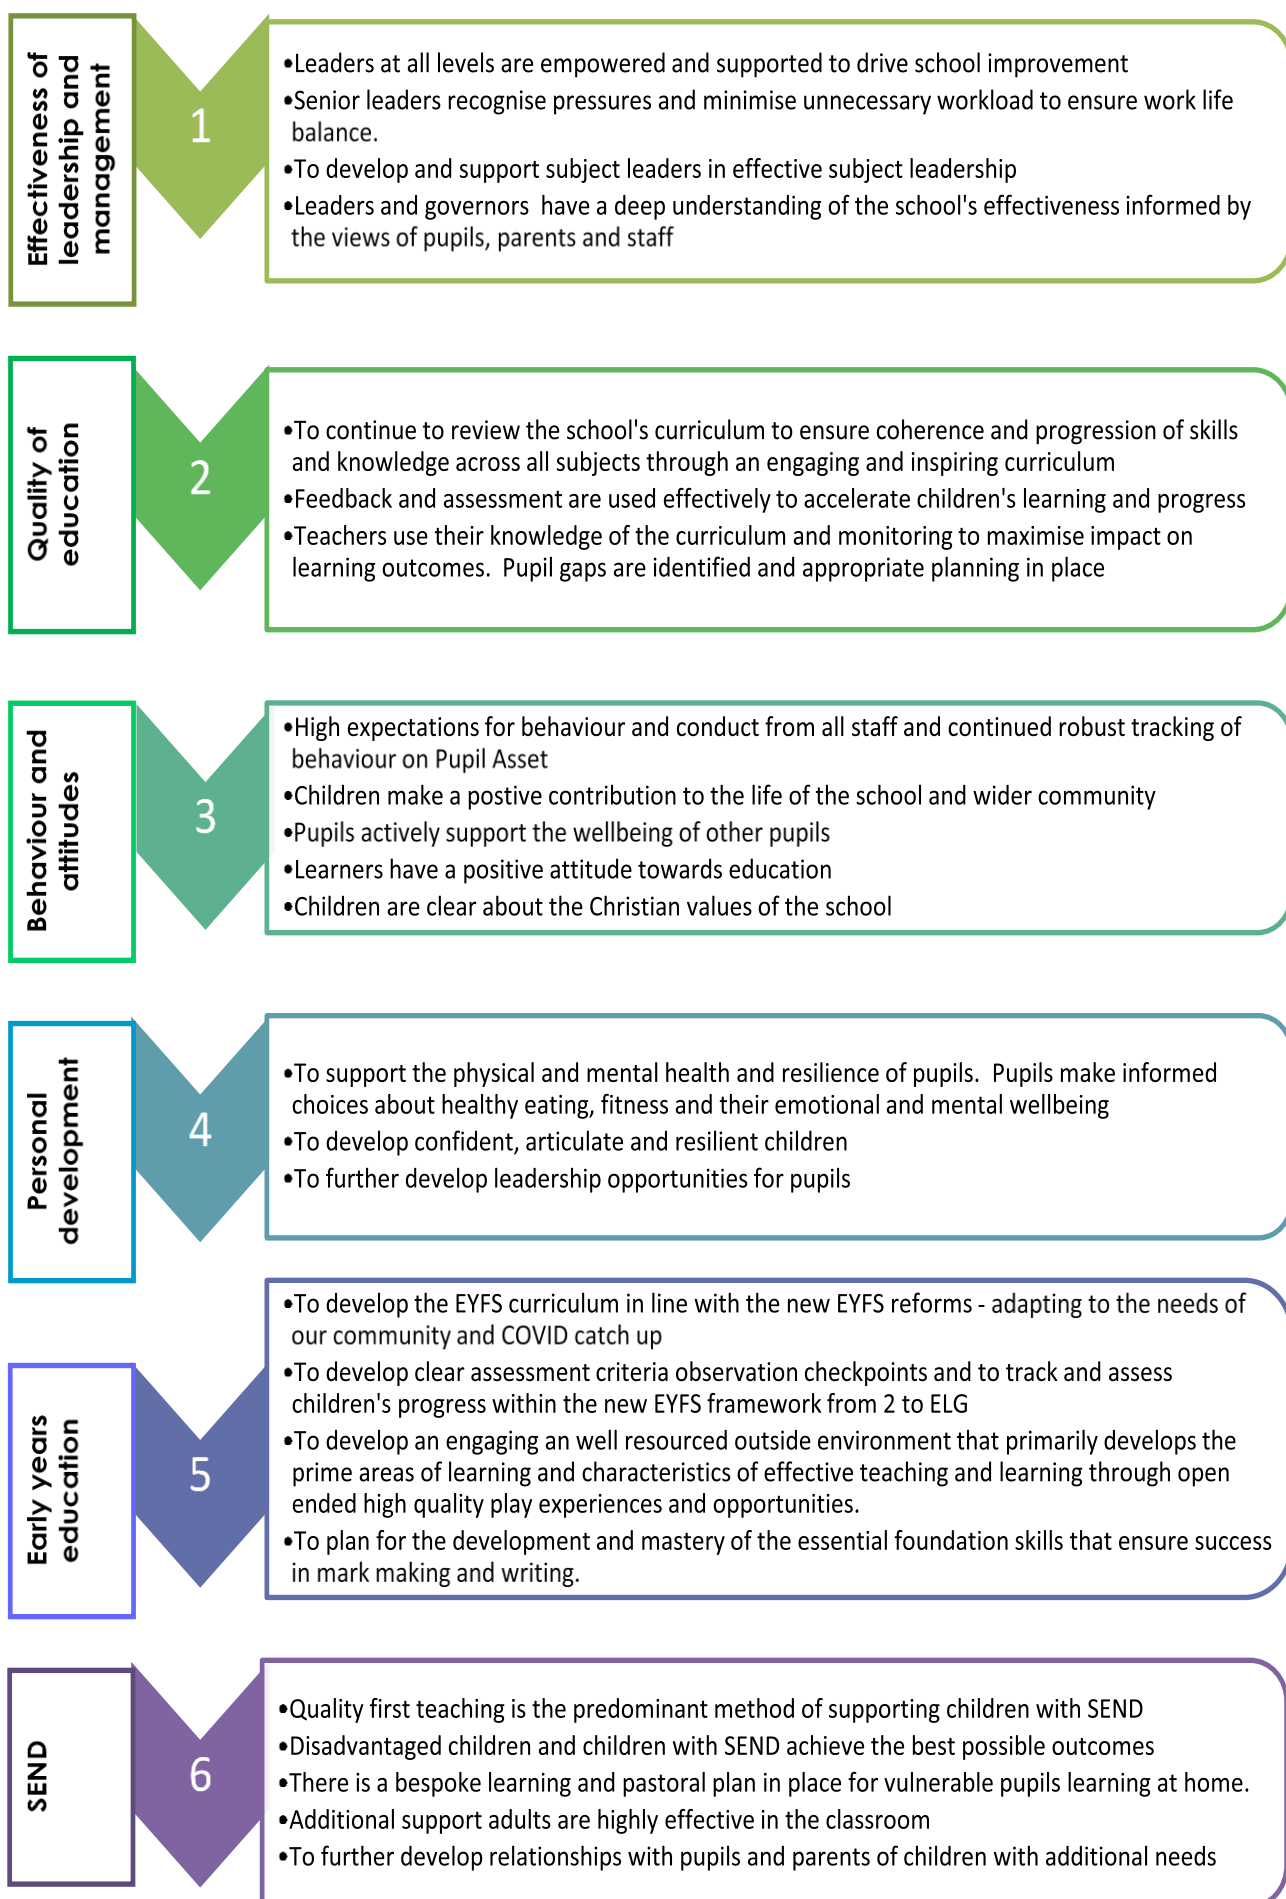 Effectiveness of
leadership and
management
1
•Leaders at all levels are empowered and supported to drive school improvement
•Senior leaders recognise pressures and minimise unnecessary workload to ensure work life
balance.
•To develop and support subject leaders in effective subject leadership
•Leaders and governors  have a deep understanding of the school's effectiveness informed by
the views of pupils, parents and staff
Quality of
education
2
•To continue to review the school's curriculum to ensure coherence and progression of skills
and knowledge across all subjects through an engaging and inspiring curriculum
•Feedback and assessment are used effectively to accelerate children's learning and progress
•Teachers use their knowledge of the curriculum and monitoring to maximise impact on
learning outcomes.  Pupil gaps are identified and appropriate planning in place
Behaviour and
attitudes
3
•High expectations for behaviour and conduct from all staff and continued robust tracking of
behaviour on Pupil Asset
•Children make a postive contribution to the life of the school and wider community
•Pupils actively support the wellbeing of other pupils
•Learners have a positive attitude towards education
•Children are clear about the Christian values of the school
Personal
development
4
•To support the physical and mental health and resilience of pupils.  Pupils make informed
choices about healthy eating, fitness and their emotional and mental wellbeing
•To develop confident, articulate and resilient children
•To further develop leadership opportunities for pupils
Early years
education
5
•To develop the EYFS curriculum in line with the new EYFS reforms - adapting to the needs of
our community and COVID catch up
•To develop clear assessment criteria observation checkpoints and to track and assess
children's progress within the new EYFS framework from 2 to ELG
•To develop an engaging an well resourced outside environment that primarily develops the
prime areas of learning and characteristics of effective teaching and learning through open
ended high quality play experiences and opportunities.
•To plan for the development and mastery of the essential foundation skills that ensure success
in mark making and writing.
SEND
6
•Quality first teaching is the predominant method of supporting children with SEND
•Disadvantaged children and children with SEND achieve the best possible outcomes
•There is a bespoke learning and pastoral plan in place for vulnerable pupils learning at home.
•Additional support adults are highly effective in the classroom
•To further develop relationships with pupils and parents of children with additional needs